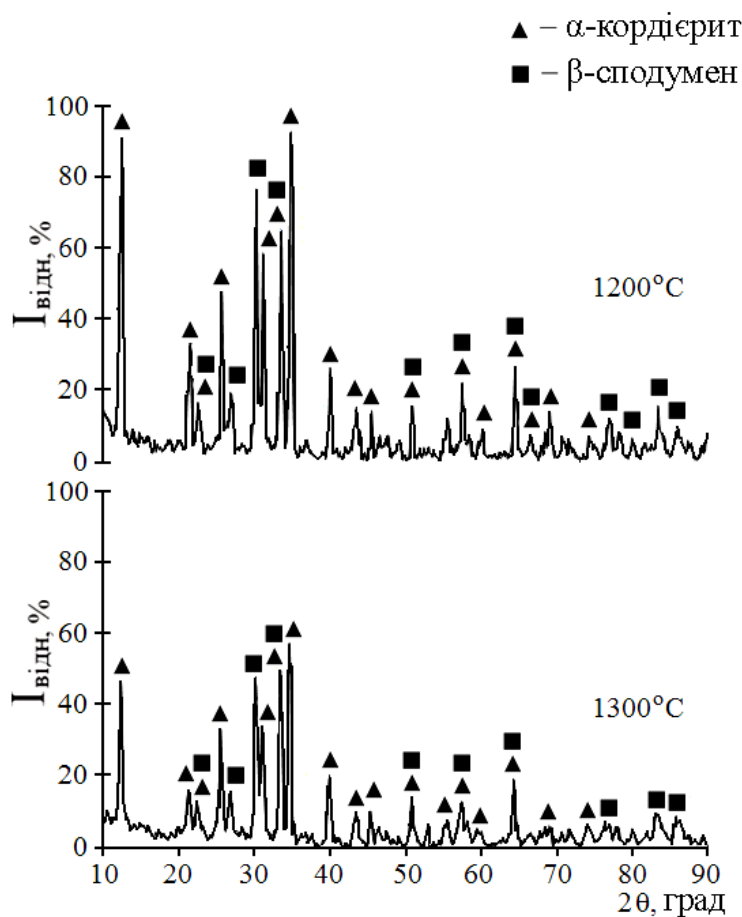 ▲ – α-кордієрит
■ – β-сподумен
100
80
60
40
20
0
Iвідн, %
1200°C
100
80
60
40
20
0
Iвідн, %
1300°C
10 20 30 40 50 60 70 80 90
2θ, град